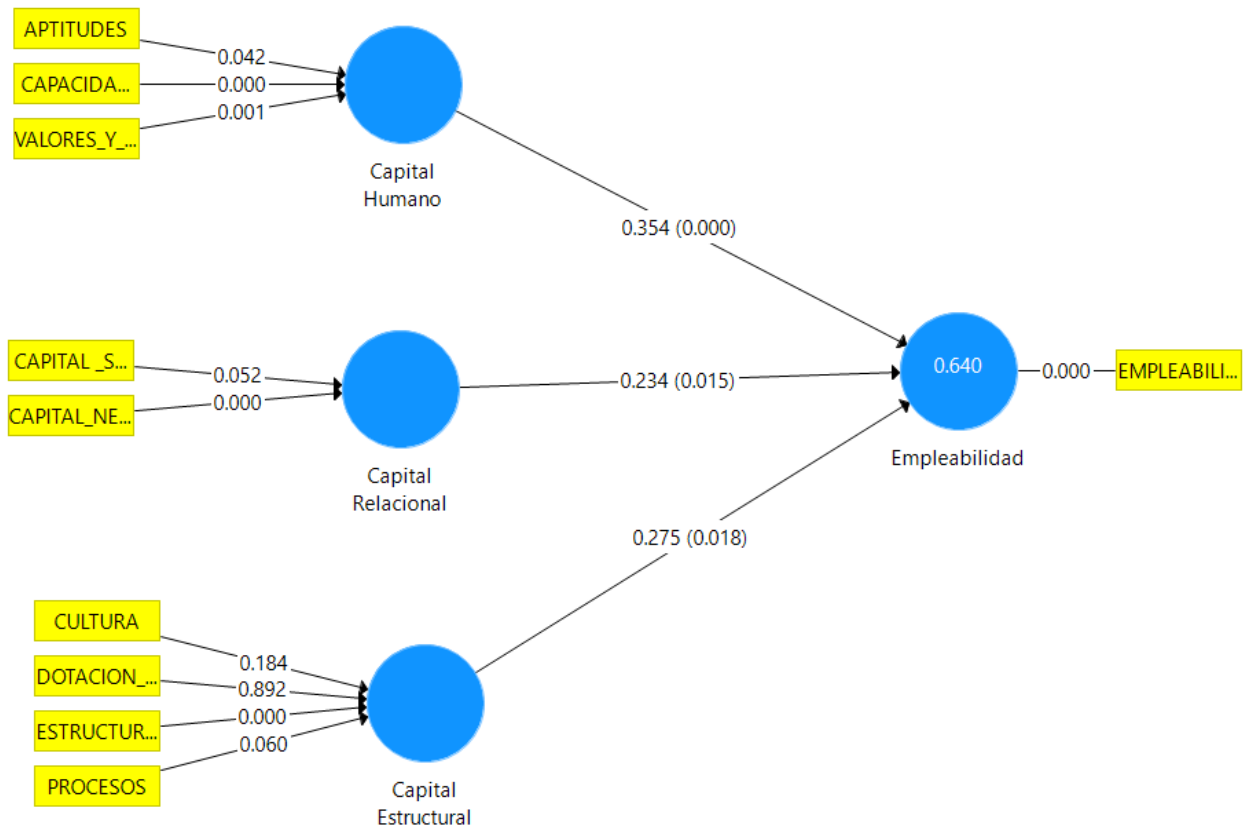 APTITUDES
CAPACIDA...
VALORES_Y_...
0.042
0.000
0.001
Capital
Humano
0.354 (0.000)
CAPITAL _S...
CAPITAL_NE...
0.052
0.000
Capital
Relacional
0.234 (0.015)
0.640
Empleabilidad
0.000
EMPLEABILI...
0.275 (0.018)
CULTURA
DOTACION_...
ESTRUCTUR...
PROCESOS
0.184
0.892
0.000
0.060
Capital
Estructural